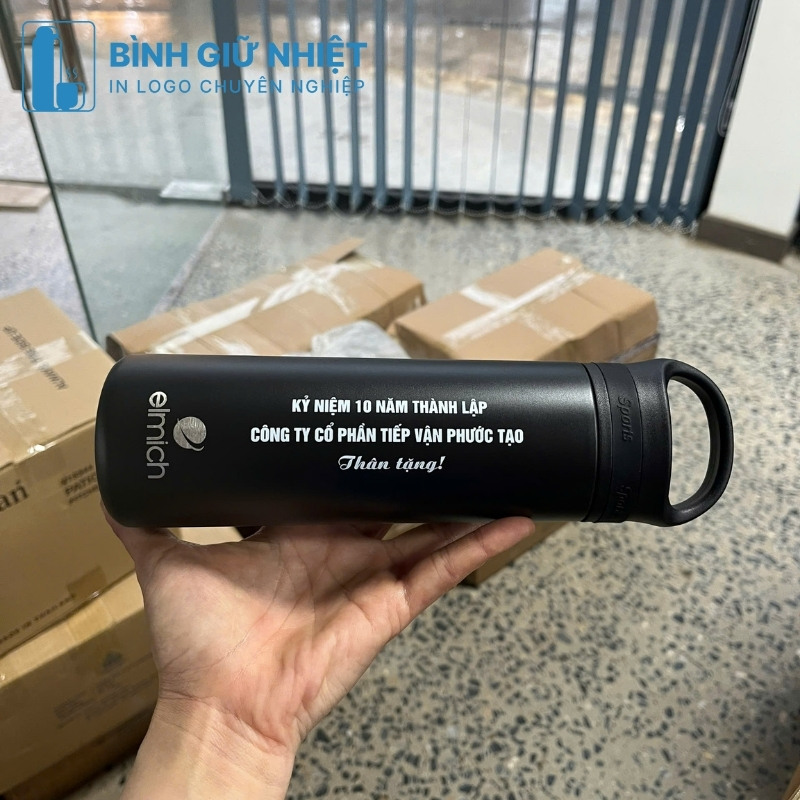 BÌNH GIỮ NHIỆT
IN LOGO CHUYÊN NGHIỆP
elmich
KỶ NIỆM 10 NĂM THÀNH LẬP
CÔNG TY CỔ PHẦN TIẾP VẬN PHƯỚC TẠO
Thân tặng!
Sports